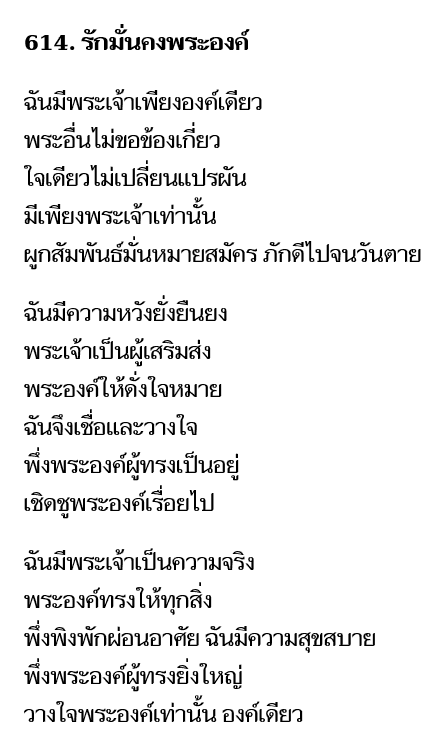 614. รักมั่นคงพระองค์
ฉันมีพระเจ้าเพียงองค์เดียว
พระอื่นไม่ขอข้องเกี่ยว
ใจเดียวไม่เปลี่ยนแปรผัน
มีเพียงพระเจ้าเท่านั้น
ผูกสัมพันธ์มั่นหมายสมัคร ภักดีไปจนวันตาย
ฉันมีความหวังยั่งยืนยง
พระเจ้าเป็นผู้เสริมส่ง
พระองค์ให้ดั่งใจหมาย
ฉันจึงเชื่อและวางใจ
พึ่งพระองค์ผู้ทรงเป็นอยู่
เชิดชูพระองค์เรื่อยไป
ฉันมีพระเจ้าเป็นความจริง
พระองค์ทรงให้ทุกสิ่ง
พึ่งพิงพักผ่อนอาศัย ฉันมีความสุขสบาย
พึ่งพระองค์ผู้ทรงยิ่งใหญ่
วางใจพระองค์เท่านั้น องค์เดียว